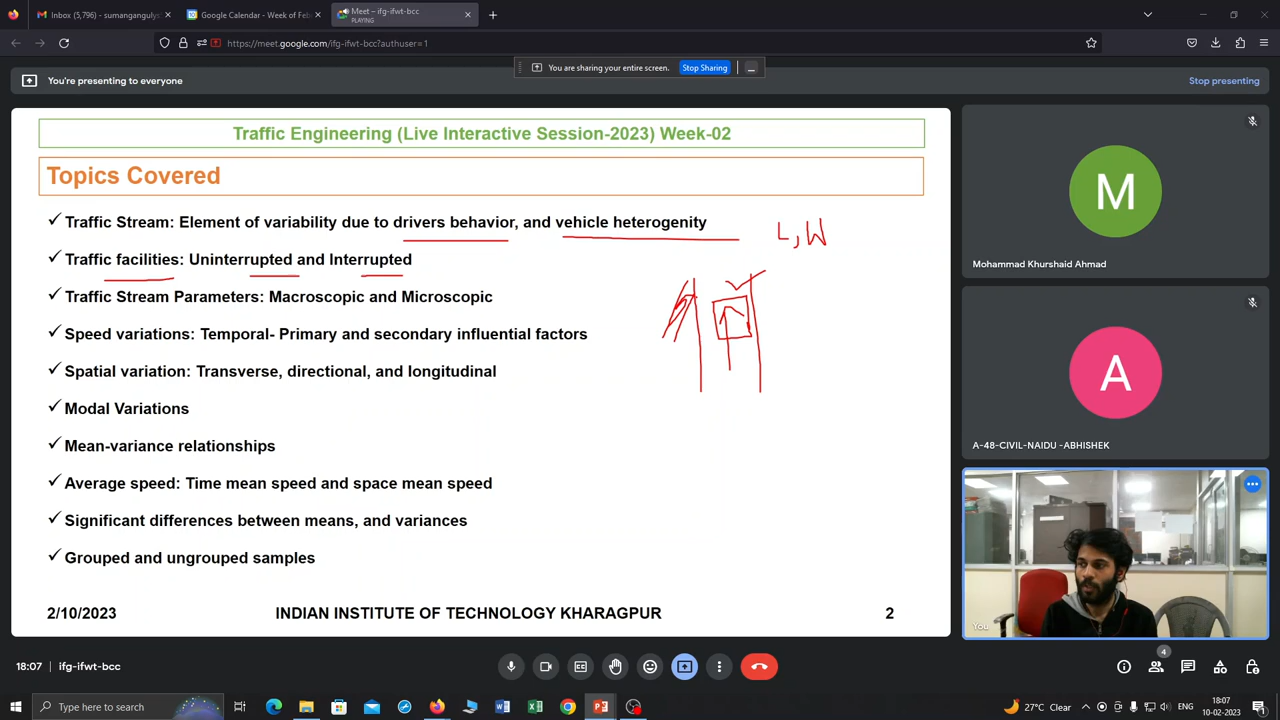 Inbox (5,796) - sumangangulys
Google Calendar - Week of Feb
Meet – ifg-ifwt-bcc
PLAYING
https://meet.google.com/ifg-ifwt-bcc?authuser=1
You are sharing your entire screen.
Stop Sharing
You're presenting to everyone
Stop presenting
Traffic Engineering (Live Interactive Session-2023) Week-02
Topics Covered
✓ Traffic Stream: Element of variability due to drivers behavior, and vehicle heterogenity
L, W
✓ Traffic facilities: Uninterrupted and Interrupted
✓ Traffic Stream Parameters: Macroscopic and Microscopic
✓ Speed variations: Temporal- Primary and secondary influential factors
✓ Spatial variation: Transverse, directional, and longitudinal
✓ Modal Variations
✓ Mean-variance relationships
✓ Average speed: Time mean speed and space mean speed
✓ Significant differences between means, and variances
✓ Grouped and ungrouped samples
2/10/2023
INDIAN INSTITUTE OF TECHNOLOGY KHARAGPUR
2
M
Mohammad Khurshaid Ahmad
A
A-48-CIVIL-NAIDU -ABHISHEK
You
18:07
ifg-ifwt-bcc
4
Type here to search
27°C Clear
18:07
10-02-2023